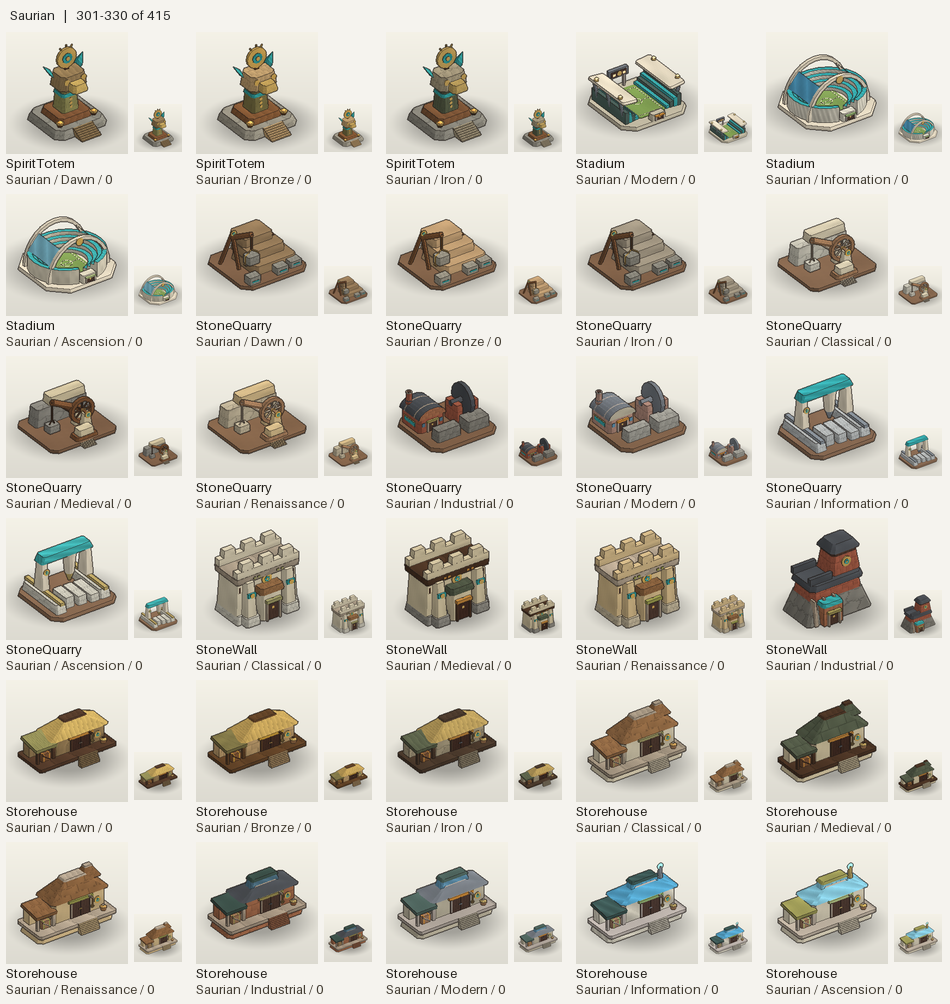 Saurian | 301-330 of 415
SpiritTotem
Saurian / Dawn / 0
SpiritTotem
Saurian / Bronze / 0
SpiritTotem
Saurian / Iron / 0
Stadium
Saurian / Modern / 0
Stadium
Saurian / Information / 0
Stadium
Saurian / Ascension / 0
StoneQuarry
Saurian / Dawn / 0
StoneQuarry
Saurian / Bronze / 0
StoneQuarry
Saurian / Iron / 0
StoneQuarry
Saurian / Classical / 0
StoneQuarry
Saurian / Medieval / 0
StoneQuarry
Saurian / Renaissance / 0
StoneQuarry
Saurian / Industrial / 0
StoneQuarry
Saurian / Modern / 0
StoneQuarry
Saurian / Information / 0
StoneQuarry
Saurian / Ascension / 0
StoneWall
Saurian / Classical / 0
StoneWall
Saurian / Medieval / 0
StoneWall
Saurian / Renaissance / 0
StoneWall
Saurian / Industrial / 0
Storehouse
Saurian / Dawn / 0
Storehouse
Saurian / Bronze / 0
Storehouse
Saurian / Iron / 0
Storehouse
Saurian / Classical / 0
Storehouse
Saurian / Medieval / 0
Storehouse
Saurian / Renaissance / 0
Storehouse
Saurian / Industrial / 0
Storehouse
Saurian / Modern / 0
Storehouse
Saurian / Information / 0
Storehouse
Saurian / Ascension / 0